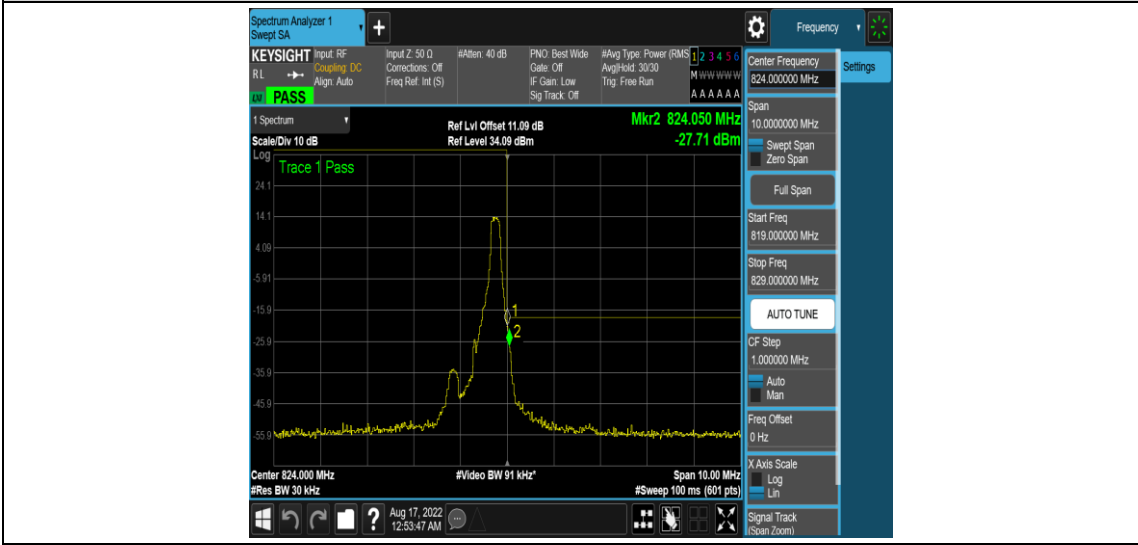 Spectrum Analyzer 1
Swept SA
+
Frequency
KEYSIGHT
RL
LM PASS
Input: RF
Coupling: DC
Align: Auto
Input Z: 50 Ω
Corrections: Off
Freq Ref: Int (S)
#Atten: 40 dB
PNO: Best Wide
Gate: Off
IF Gain: Low
Sig Track: Off
#Avg Type: Power (RMS
Avg|Hold: 30/30
Trig: Free Run
1 2 3 4 5 6
M W W W W W
A A A A A A
1 Spectrum
Scale/Div 10 dB
Ref Lvl Offset 11.09 dB
Ref Level 34.09 dBm
Mkr2 824.050 MHz
-27.71 dBm
Log
Trace 1 Pass
24.1
14.1
4.09
-5.91
-15.9
-25.9
-35.9
-45.9
-55.9
1
2
Center 824.000 MHz
#Video BW 91 kHz*
Span 10.00 MHz
#Res BW 30 kHz
#Sweep 100 ms (601 pts)
?
Aug 17, 2022
12:53:47 AM
Center Frequency
824.000000 MHz
Settings
Span
10.0000000 MHz
Swept Span
Zero Span
Full Span
Start Freq
819.000000 MHz
Stop Freq
829.000000 MHz
AUTO TUNE
CF Step
1.000000 MHz
Auto
Man
Freq Offset
0 Hz
X Axis Scale
Log
Lin
Signal Track
(Span Zoom)